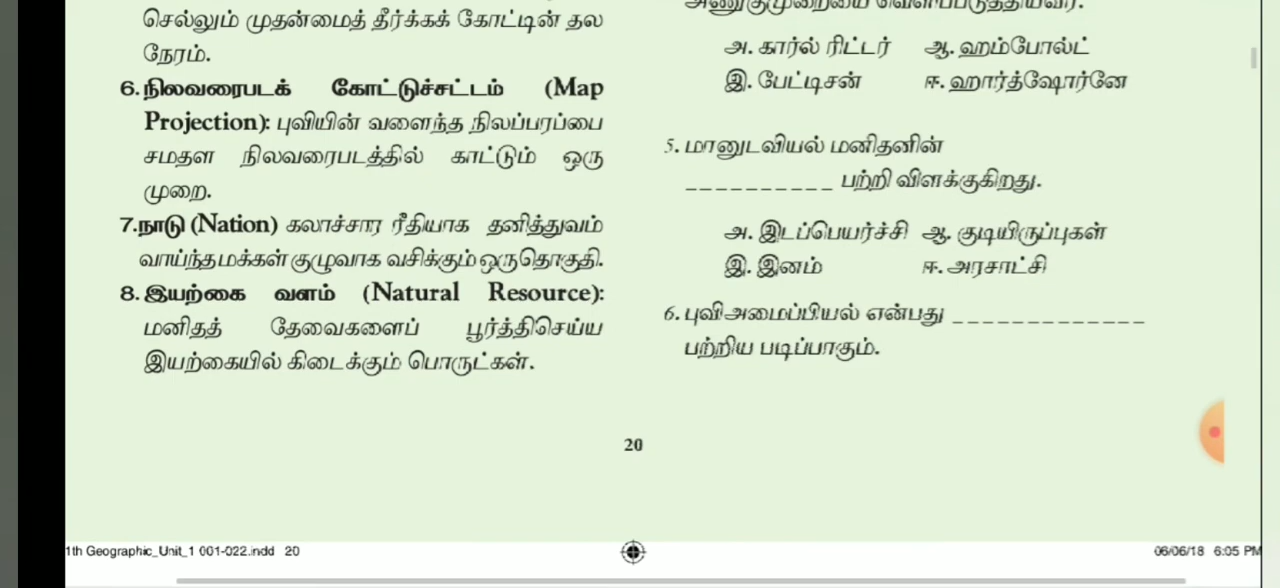 செல்லும் முதன்மைத் தீர்க்கக் கோட்டின் தல
நேரம்.
6. நிலவரைபடக் கோட்டுச்சட்டம் (Map
Projection): புவியின் வளைந்த நிலப்பரப்பை
சமதள நிலவரைபடத்தில் காட்டும் ஒரு
முறை.
7.நாடு (Nation) கலாச்சார ரீதியாக தனித்துவம்
வாய்ந்தமக்கள் குழுவாக வசிக்கும் ஒருதொகுதி.
8. இயற்கை வளம் (Natural Resource):
மனிதத் தேவைகளைப் பூர்த்திசெய்ய
இயற்கையில் கிடைக்கும் பொருட்கள்.
அ. கார்ல் ரிட்டர் ஆ. ஹம்போல்ட்
இ. பேட்டிசன் ஈ. ஹார்த்ஷோர்னே
5. மானுடவியல் மனிதனின்
__________ பற்றி விளக்குகிறது.
அ. இடப்பெயர்ச்சி ஆ. குடியிருப்புகள்
இ. இனம் ஈ. அரசாட்சி
6. புவிஅமைப்பியல் என்பது _____________
பற்றிய படிப்பாகும்.
20
1th Geographic_Unit_1 001-022.indd 20
06/06/18 6:05 PM